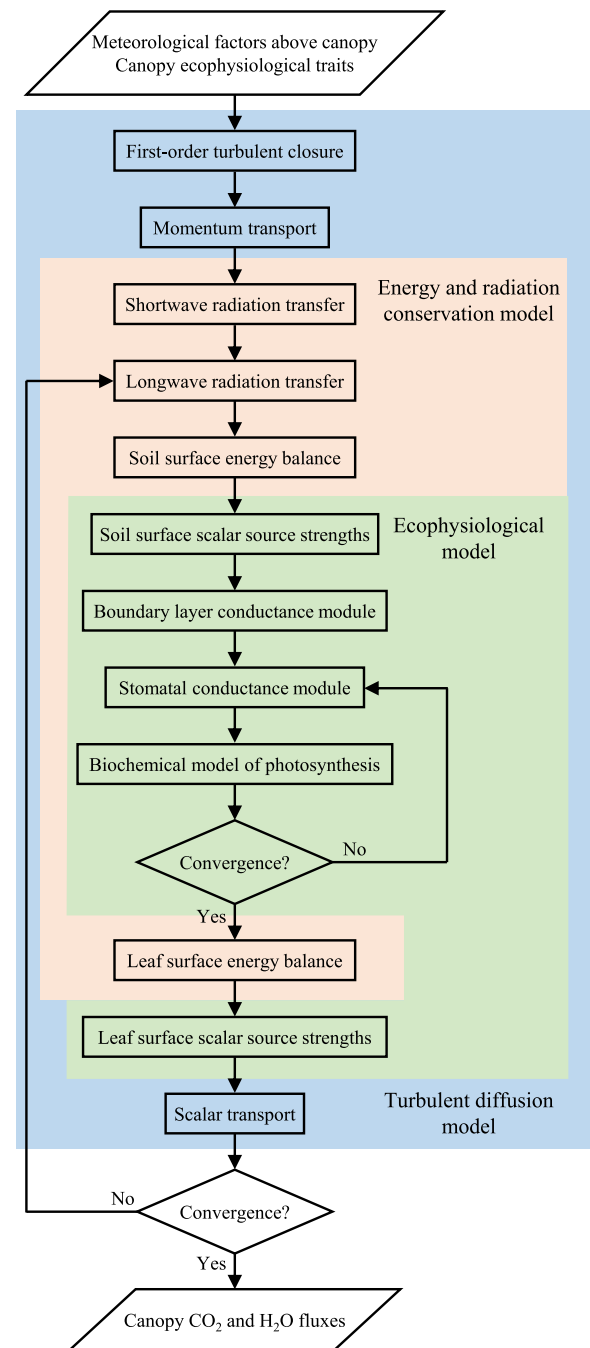 Meteorological factors above canopy
Canopy ecophysiological traits
First-order turbulent closure
Momentum transport
Energy and radiation
conservation model
Shortwave radiation transfer
Longwave radiation transfer
Soil surface energy balance
Ecophysiological
model
Soil surface scalar source strengths
Boundary layer conductance module
Stomatal conductance module
Biochemical model of photosynthesis
Convergence?
No
Yes
Leaf surface energy balance
Leaf surface scalar source strengths
Turbulent diffusion
model
Scalar transport
No
Convergence?
Yes
Canopy CO₂ and H₂O fluxes